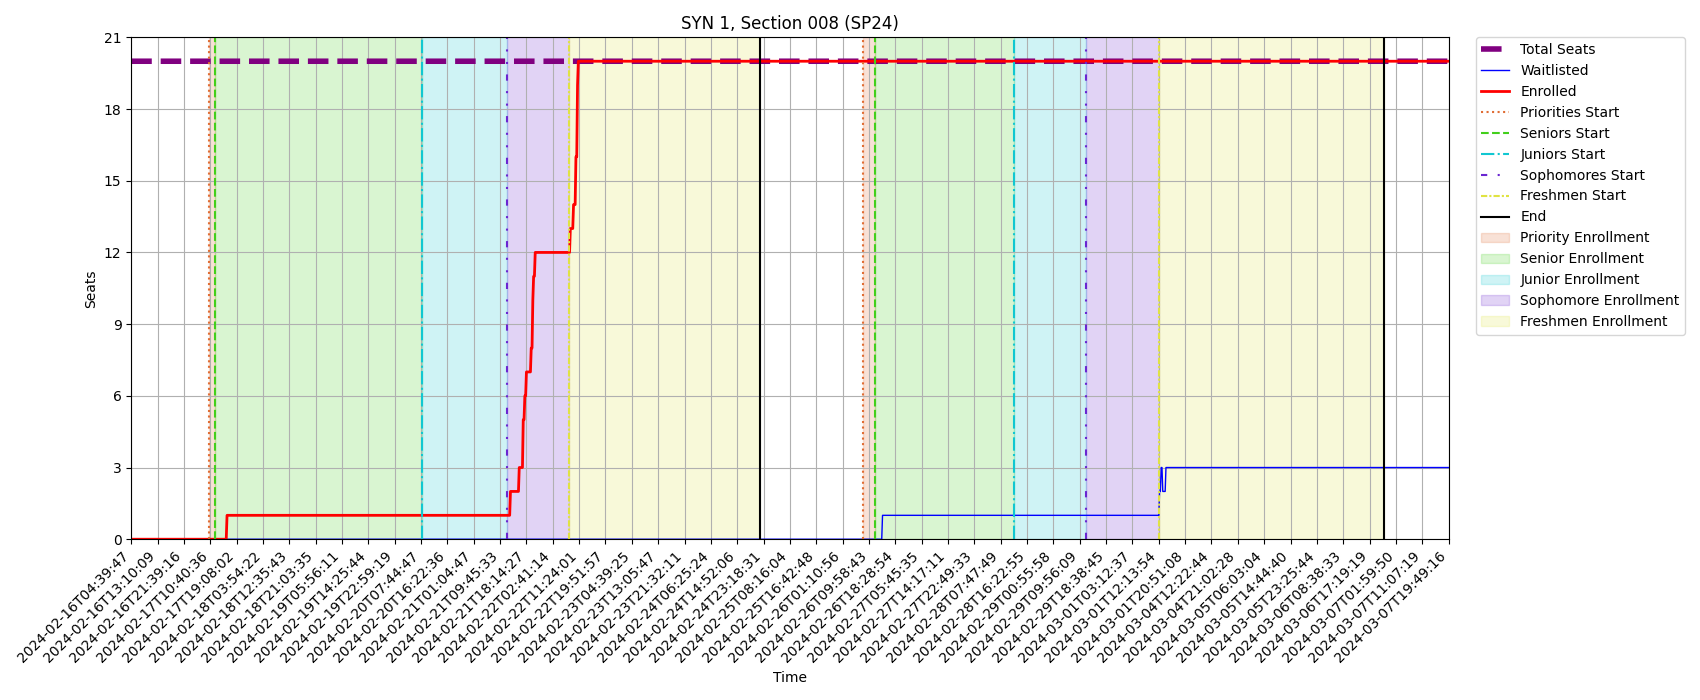 SYN 1, Section 008 (SP24)
21
18
15
12
9
6
3
0
Seats
2024-02-16T04:39:47
2024-02-16T13:10:09
2024-02-16T21:39:16
2024-02-17T10:40:36
2024-02-17T19:08:02
2024-02-18T03:54:22
2024-02-18T12:35:43
2024-02-18T21:03:35
2024-02-19T05:56:11
2024-02-19T14:25:44
2024-02-19T22:59:19
2024-02-20T07:44:47
2024-02-20T16:22:36
2024-02-21T01:04:47
2024-02-21T09:45:33
2024-02-21T18:14:27
2024-02-22T02:41:14
2024-02-22T11:24:01
2024-02-22T19:51:57
2024-02-23T04:39:25
2024-02-23T13:05:47
2024-02-23T21:32:11
2024-02-24T06:25:24
2024-02-24T14:52:06
2024-02-24T23:18:31
2024-02-25T08:16:04
2024-02-25T16:42:48
2024-02-26T01:10:56
2024-02-26T09:58:43
2024-02-26T18:28:54
2024-02-27T05:45:35
2024-02-27T14:17:11
2024-02-27T22:49:33
2024-02-28T07:47:49
2024-02-28T16:22:55
2024-02-29T00:55:58
2024-02-29T09:56:09
2024-02-29T18:38:45
2024-03-01T03:12:37
2024-03-01T12:13:54
2024-03-01T20:51:08
2024-03-04T12:22:44
2024-03-04T21:02:28
2024-03-05T06:03:04
2024-03-05T14:44:40
2024-03-05T23:25:44
2024-03-06T08:38:33
2024-03-06T17:19:19
2024-03-07T01:59:50
2024-03-07T11:07:19
2024-03-07T19:49:16
Time
Total Seats
Waitlisted
Enrolled
Priorities Start
Seniors Start
Juniors Start
Sophomores Start
Freshmen Start
End
Priority Enrollment
Senior Enrollment
Junior Enrollment
Sophomore Enrollment
Freshmen Enrollment